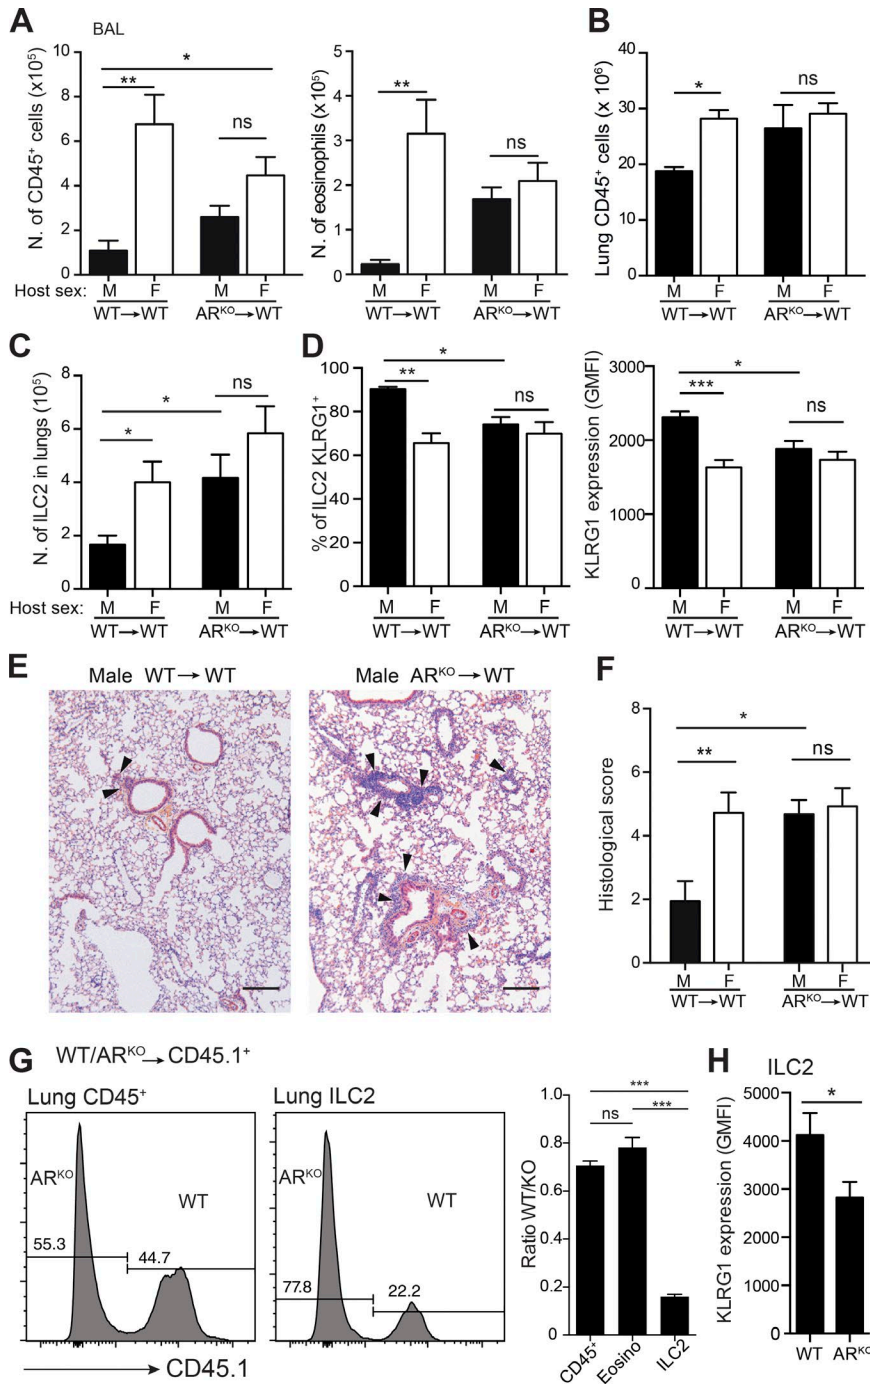 A BAL
N. of CD45⁺ cells (x10⁵)
10
8
6
4
2
0
*
**
ns
Host sex: M F M F
WT→WT ARᴷᴼ→WT
N. of eosinophils (x10⁵)
5
4
3
2
1
0
**
ns
M F M F
WT→WT ARᴷᴼ→WT
B
Lung CD45⁺ cells (x 10⁶)
40
30
20
10
0
*
ns
M F M F
WT→WT ARᴷᴼ→WT
C
N. of ILC2 in lungs (10⁵)
8
6
4
2
0
*
*
ns
Host sex: M F M F
WT→WT ARᴷᴼ→WT
D
% of ILC2 KLRG1⁺
100
80
60
40
20
0
*
**
ns
M F M F
WT→WT ARᴷᴼ→WT
KLRG1 expression (GMFI)
3000
2000
1000
0
*
***
ns
M F M F
WT→WT ARᴷᴼ→WT
E
Male WT→WT
Male ARᴷᴼ→WT
F
Histological score
8
6
4
2
0
*
**
ns
M F M F
WT→WT ARᴷᴼ→WT
G WT/ARᴷᴼ→CD45.1⁺
Lung CD45⁺
ARᴷᴼ
WT
55.3
44.7
CD45.1
Lung ILC2
ARᴷᴼ
WT
77.8
22.2
Ratio WT/KO
1.0
0.8
0.6
0.4
0.2
0
***
ns
***
CD45⁺ Eosino ILC2
H ILC2
KLRG1 expression (GMFI)
5000
4000
3000
2000
1000
0
*
WT ARᴷᴼ